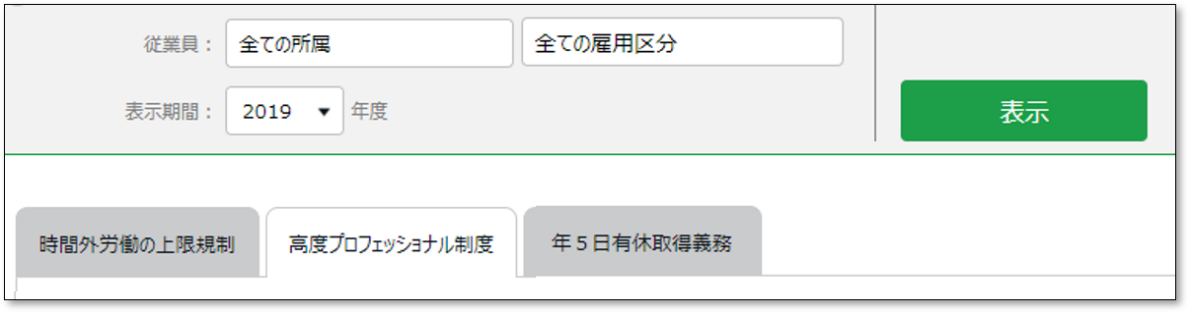 従業員： 全ての所属 全ての雇用区分
表示期間： 2019 ▼ 年度
表示
時間外労働の上限規制 高度プロフェッショナル制度 年５日有休取得義務